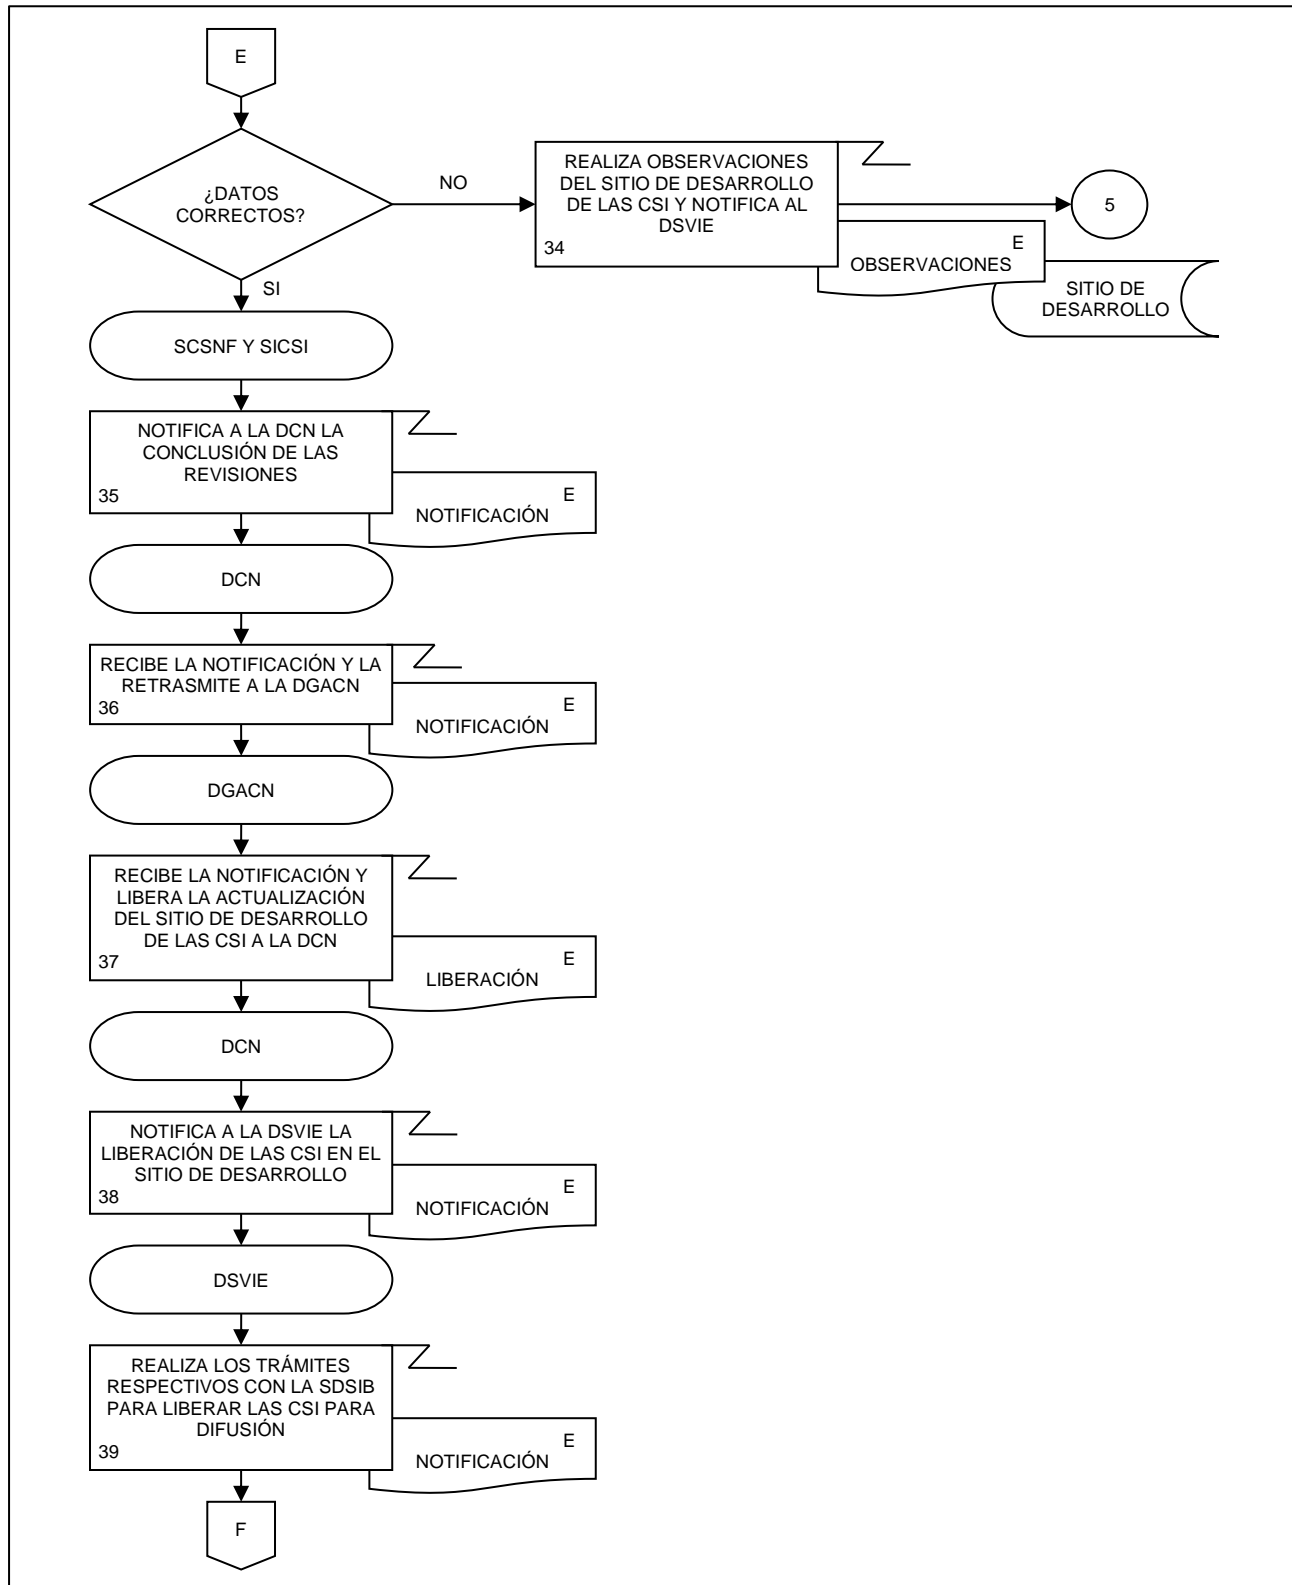 E
¿DATOS
CORRECTOS?
NO
REALIZA OBSERVACIONES
DEL SITIO DE DESARROLLO
DE LAS CSI Y NOTIFICA AL
DSVIE
34
E
OBSERVACIONES
SITIO DE
DESARROLLO
5
SI
SCSNF Y SICSI
NOTIFICA A LA DCN LA
CONCLUSIÓN DE LAS
REVISIONES
35
E
NOTIFICACIÓN
DCN
RECIBE LA NOTIFICACIÓN Y LA
RETRASMITE A LA DGACN
36
E
NOTIFICACIÓN
DGACN
RECIBE LA NOTIFICACIÓN Y
LIBERA LA ACTUALIZACIÓN
DEL SITIO DE DESARROLLO
DE LAS CSI A LA DCN
37
E
LIBERACIÓN
DCN
NOTIFICA A LA DSVIE LA
LIBERACIÓN DE LAS CSI EN EL
SITIO DE DESARROLLO
38
E
NOTIFICACIÓN
DSVIE
REALIZA LOS TRÁMITES
RESPECTIVOS CON LA SDSIB
PARA LIBERAR LAS CSI PARA
DIFUSIÓN
39
E
NOTIFICACIÓN
F